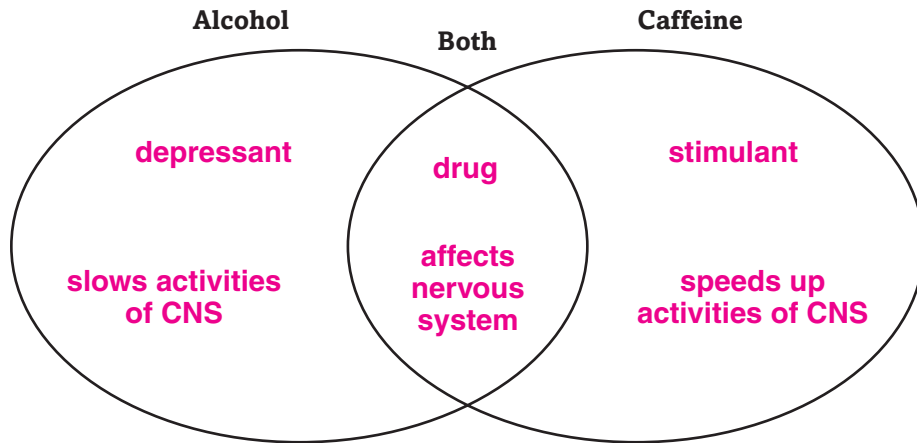 Alcohol
Both
Caffeine
depressant
slows activities
of CNS
drug
affects
nervous
system
stimulant
speeds up
activities of CNS